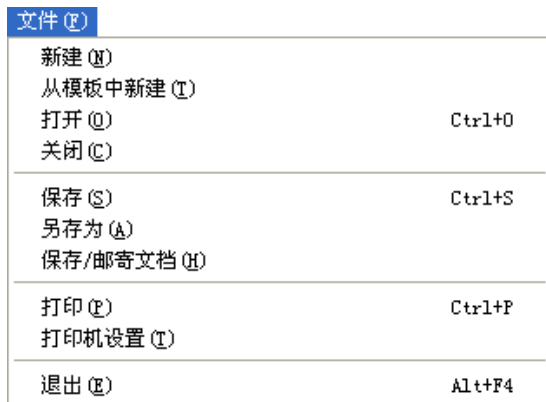 文件(F)
新建(N)
从模板中新建(T)
打开(O) Ctrl+O
关闭(C)
保存(S) Ctrl+S
另存为(A)
保存/邮寄文档(H)
打印(P) Ctrl+P
打印机设置(T)
退出(E) Alt+F4